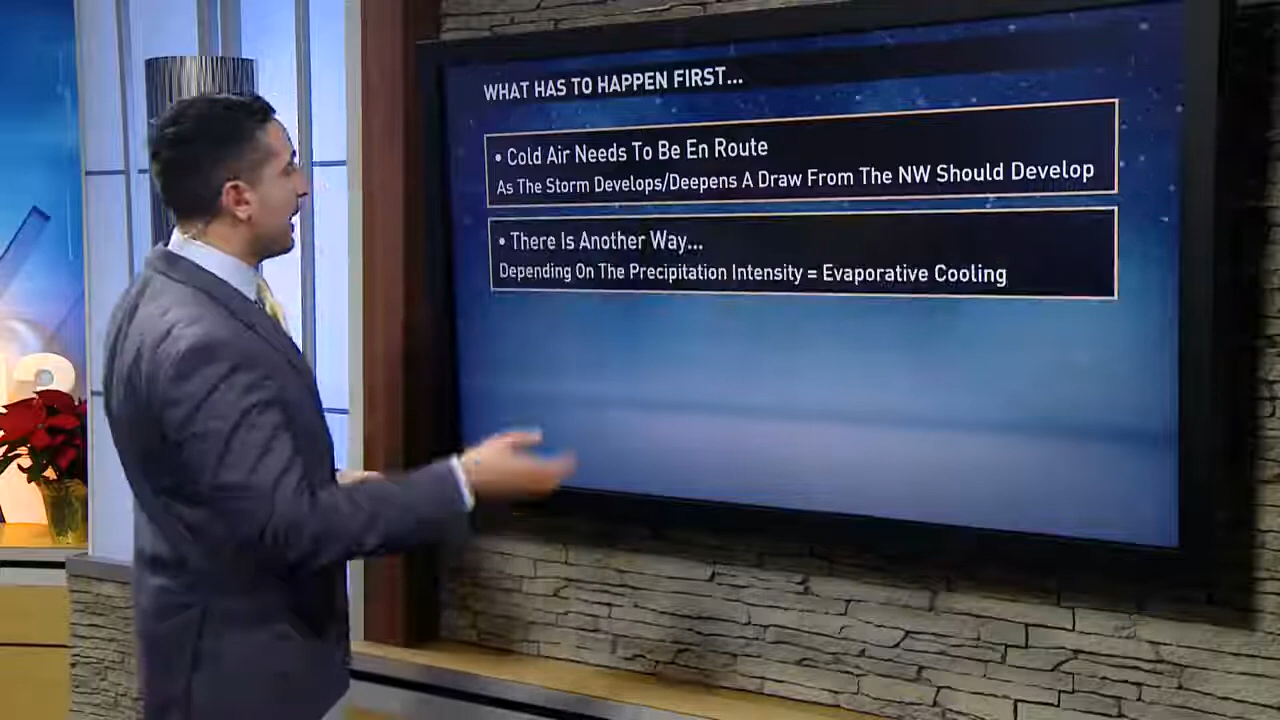 WHAT HAS TO HAPPEN FIRST...
• Cold Air Needs To Be En Route
As The Storm Develops/Deepens A Draw From The NW Should Develop
• There Is Another Way...
Depending On The Precipitation Intensity = Evaporative Cooling